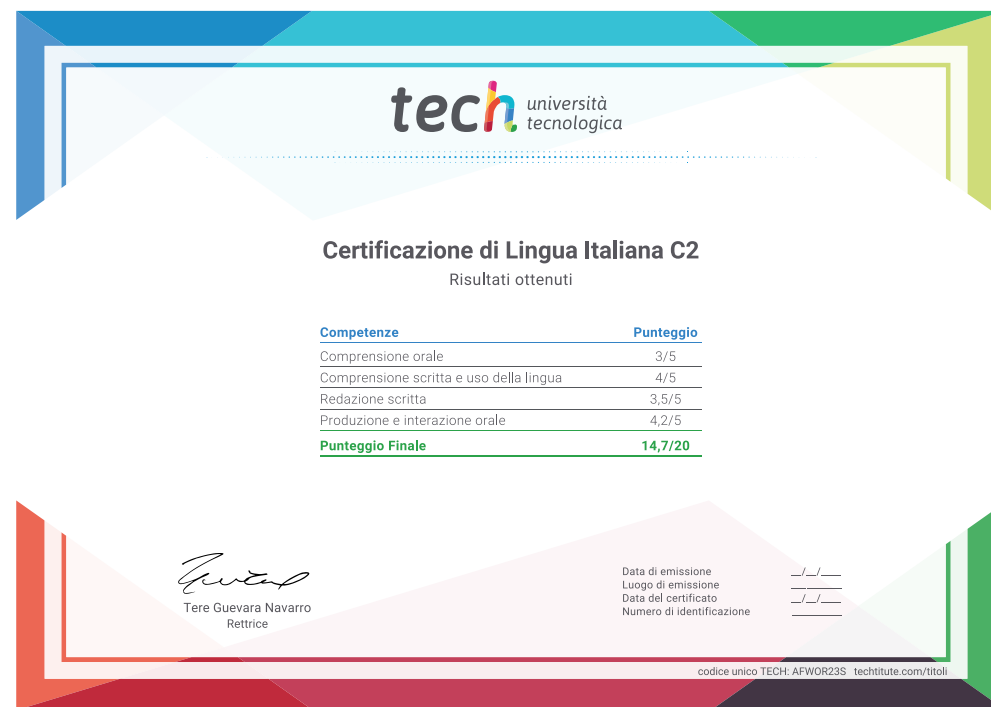 tech università
tecnologica
Certificazione di Lingua Italiana C2
Risultati ottenuti
Competenze Punteggio
Comprensione orale 3/5
Comprensione scritta e uso della lingua 4/5
Redazione scritta 3,5/5
Produzione e interazione orale 4,2/5
Punteggio Finale 14,7/20
Tere Guevara Navarro
Rettrice
Data di emissione __/__/____
Luogo di emissione ________
Data del certificato __/__/____
Numero di identificazione ________
codice unico TECH: AFWOR23S techtitute.com/titoli